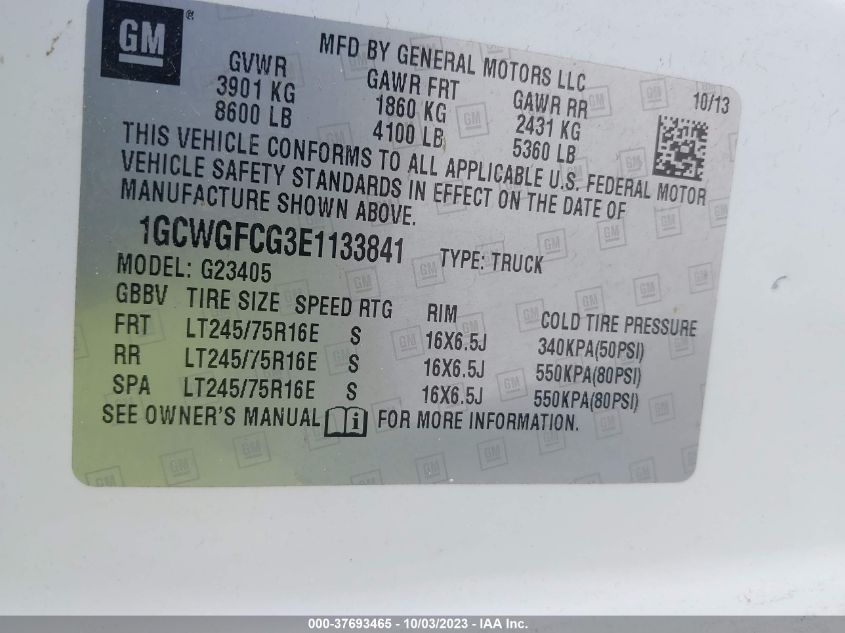 GM ®
MFD BY GENERAL MOTORS LLC
10/13
GVWR GAWR FRT GAWR RR
3901 KG 1860 KG 2431 KG
8600 LB 4100 LB 5360 LB
THIS VEHICLE CONFORMS TO ALL APPLICABLE U.S. FEDERAL MOTOR
VEHICLE SAFETY STANDARDS IN EFFECT ON THE DATE OF
MANUFACTURE SHOWN ABOVE.
1GCWGFCG3E1133841 TYPE: TRUCK
MODEL: G23405
GBBV TIRE SIZE SPEED RTG RIM COLD TIRE PRESSURE
FRT LT245/75R16E S 16X6.5J 340KPA(50PSI)
RR LT245/75R16E S 16X6.5J 550KPA(80PSI)
SPA LT245/75R16E S 16X6.5J 550KPA(80PSI)
SEE OWNER'S MANUAL i FOR MORE INFORMATION.
000-37693465 - 10/03/2023 - IAA Inc.